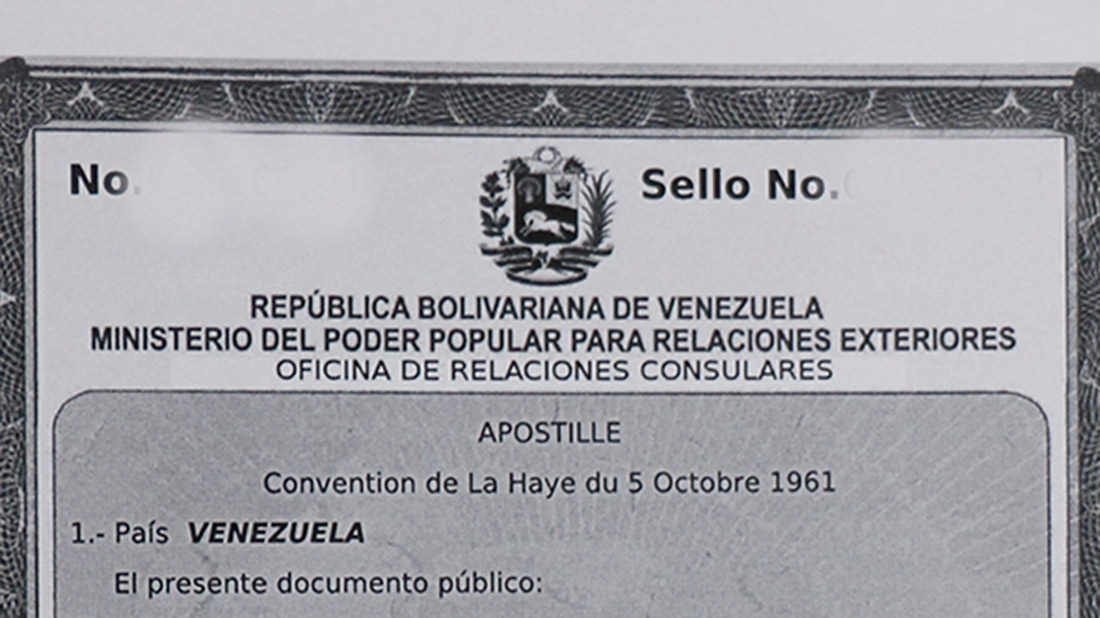 No.
Sello No.
REPÚBLICA BOLIVARIANA DE VENEZUELA
MINISTERIO DEL PODER POPULAR PARA RELACIONES EXTERIORES
OFICINA DE RELACIONES CONSULARES
APOSTILLE
Convention de La Haye du 5 Octobre 1961
1.- País VENEZUELA
El presente documento público: